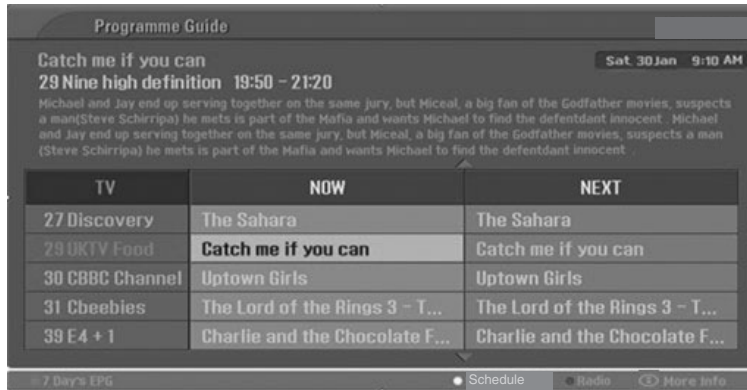 Programme Guide
Catch me if you can
Sat. 30 Jan 9:10 AM
29 Nine high definition 19:50 - 21:20
Michael and Jay end up serving together on the same jury, but Miceal, a big fan of the Godfather movies, suspects
a man(Steve Schirripa) he mets is part of the Mafia and wants Michael to find the defentdant innocent . Michael
and Jay end up serving together on the same jury, but Miceal, a big fan of the Godfather movies, suspects a man
(Steve Schirripa) he mets is part of the Mafia and wants Michael to find the defentdant innocent .
TV NOW NEXT
27 Discovery The Sahara The Sahara
29 UKTV Food Catch me if you can Catch me if you can
30 CBBC Channel Uptown Girls Uptown Girls
31 Cbeebies The Lord of the Rings 3 - T... The Lord of the Rings 3 - T...
39 E4 + 1 Charlie and the Chocolate F... Charlie and the Chocolate F...
7 Day's EPG Schedule Radio More Info